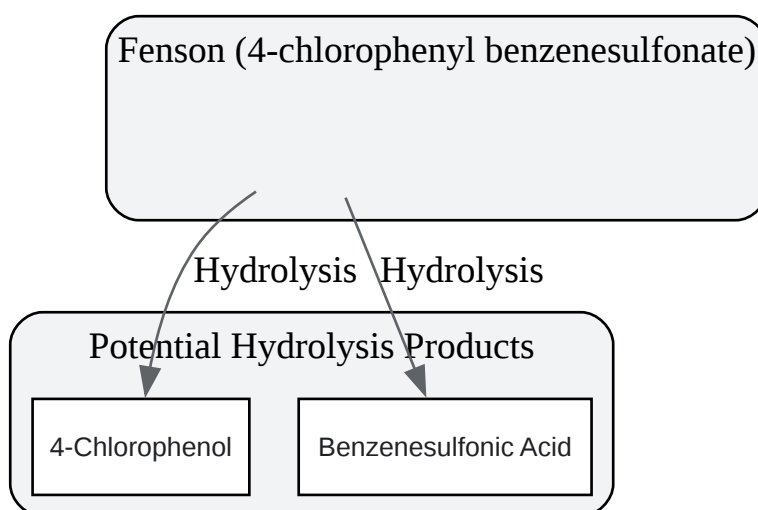 Fenson (4-chlorophenyl benzenesulfonate)
Hydrolysis Hydrolysis
Potential Hydrolysis Products
4-Chlorophenol
Benzenesulfonic Acid